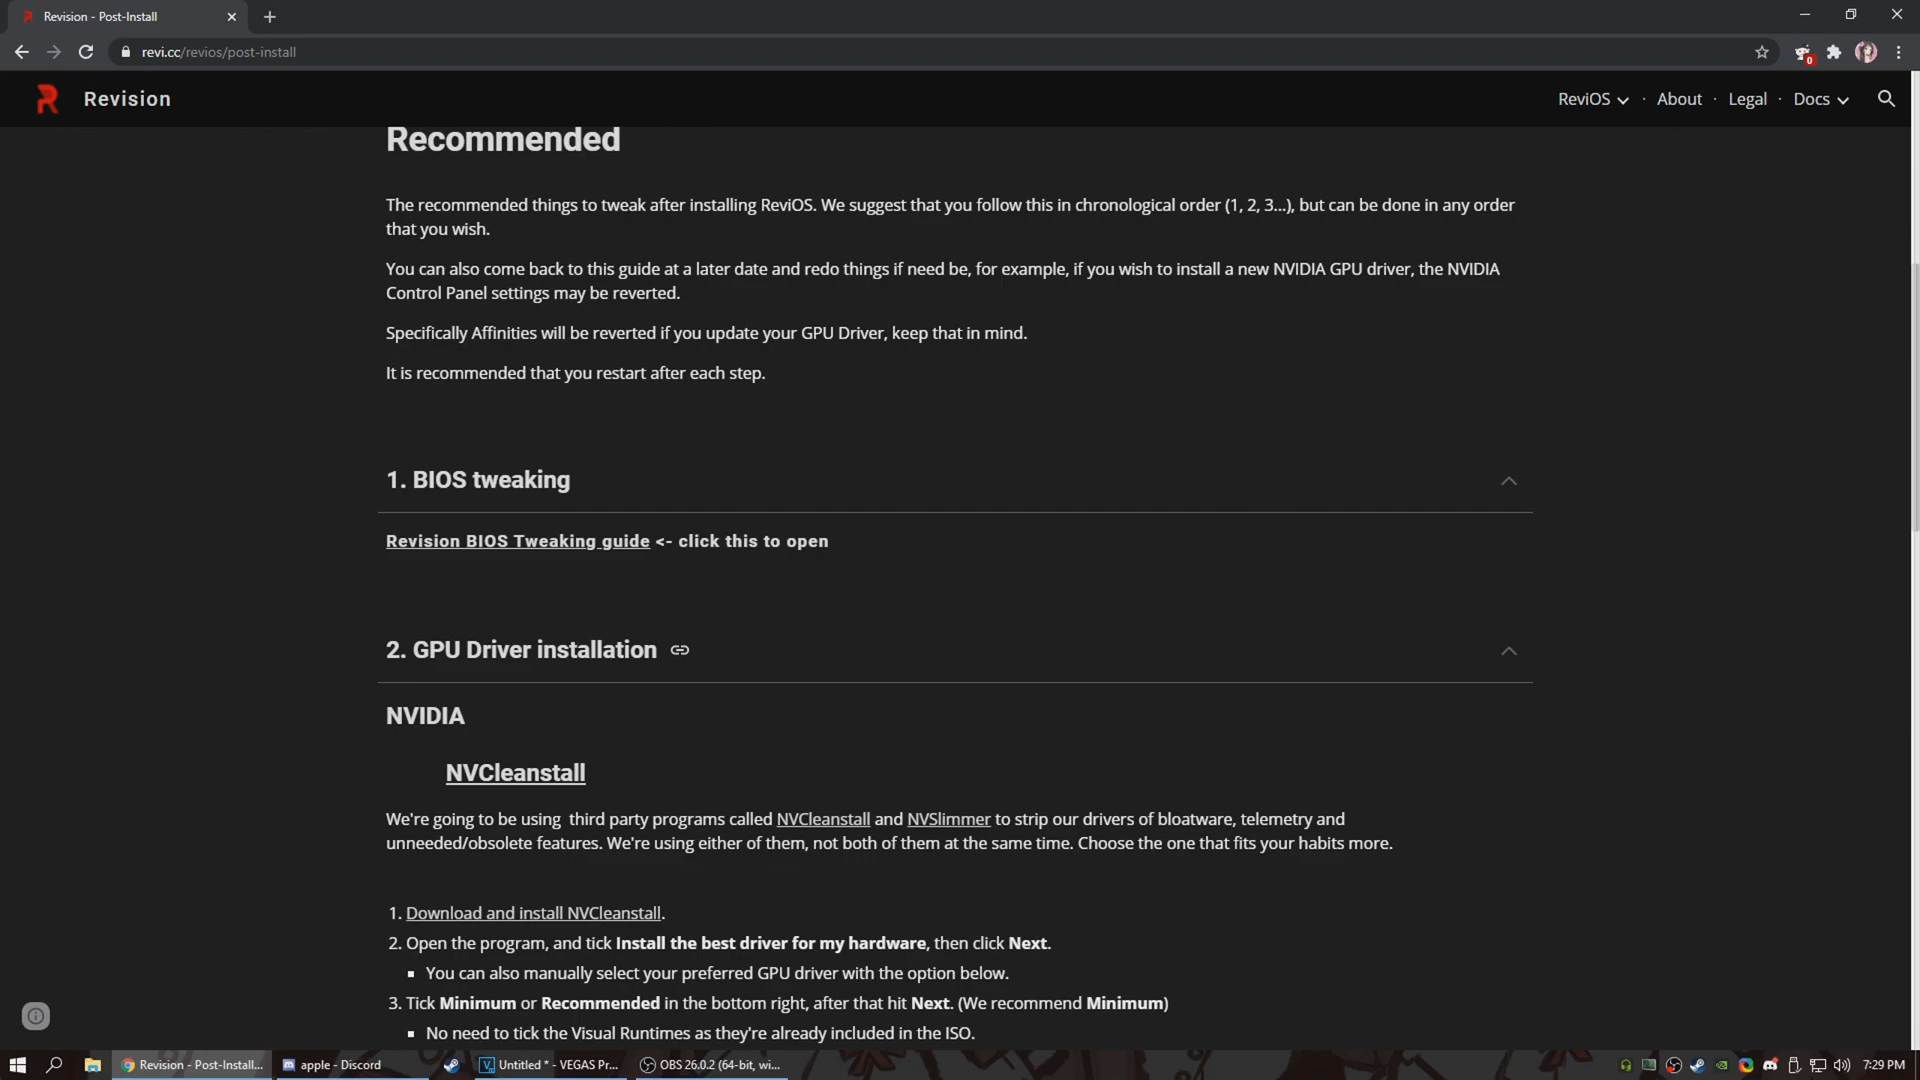 Revision - Post-Install
revi.cc/revios/post-install
0
Revision
ReviOS · About · Legal · Docs
Recommended
The recommended things to tweak after installing ReviOS. We suggest that you follow this in chronological order (1, 2, 3...), but can be done in any order
that you wish.
You can also come back to this guide at a later date and redo things if need be, for example, if you wish to install a new NVIDIA GPU driver, the NVIDIA
Control Panel settings may be reverted.
Specifically Affinities will be reverted if you update your GPU Driver, keep that in mind.
It is recommended that you restart after each step.
1. BIOS tweaking
Revision BIOS Tweaking guide <- click this to open
2. GPU Driver installation
NVIDIA
NVCleanstall
We're going to be using  third party programs called NVCleanstall and NVSlimmer to strip our drivers of bloatware, telemetry and
unneeded/obsolete features. We're using either of them, not both of them at the same time. Choose the one that fits your habits more.
1. Download and install NVCleanstall.
2. Open the program, and tick Install the best driver for my hardware, then click Next.
▪ You can also manually select your preferred GPU driver with the option below.
3. Tick Minimum or Recommended in the bottom right, after that hit Next. (We recommend Minimum)
▪ No need to tick the Visual Runtimes as they're already included in the ISO.
Revision - Post-Install... apple - Discord Untitled * - VEGAS Pr... OBS 26.0.2 (64-bit, wi... 7:29 PM